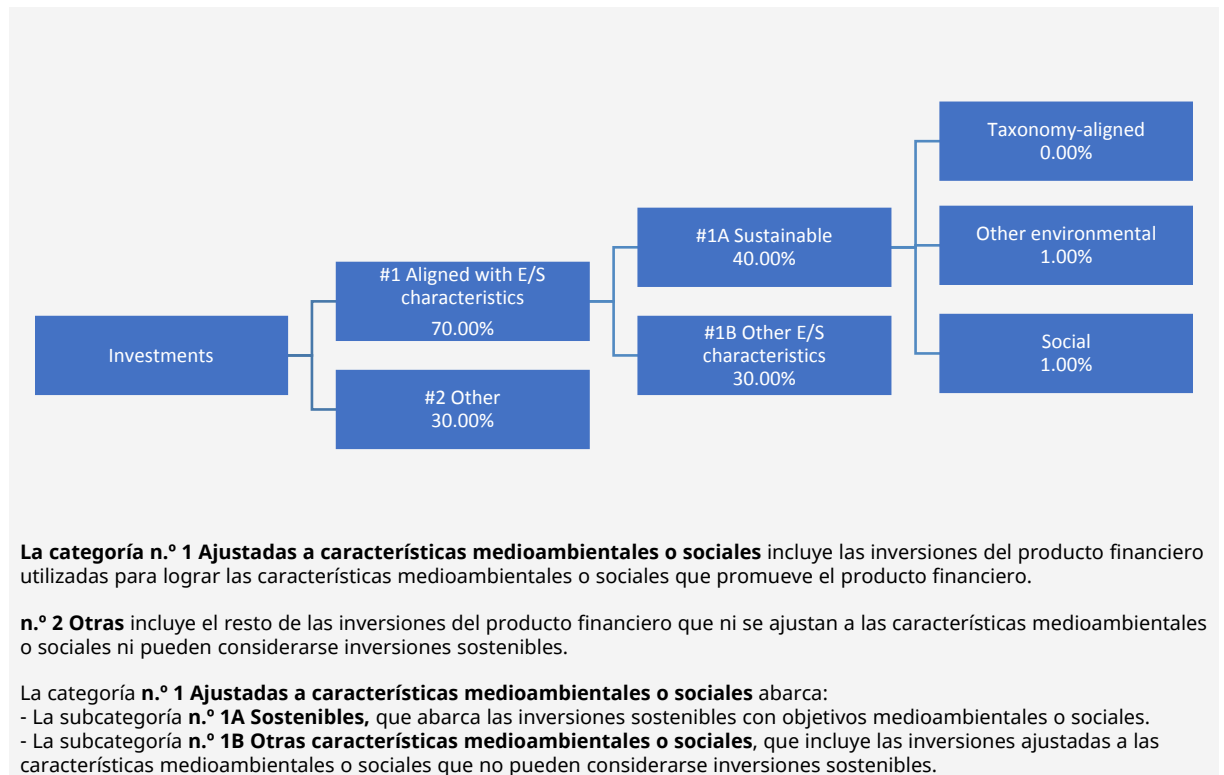 Investments
#1 Aligned with E/S
characteristics
70.00%
#2 Other
30.00%
#1A Sustainable
40.00%
#1B Other E/S
characteristics
30.00%
Taxonomy-aligned
0.00%
Other environmental
1.00%
Social
1.00%
La categoría n.º 1 Ajustadas a características medioambientales o sociales incluye las inversiones del producto financiero
utilizadas para lograr las características medioambientales o sociales que promueve el producto financiero.
n.º 2 Otras incluye el resto de las inversiones del producto financiero que ni se ajustan a las características medioambientales
o sociales ni pueden considerarse inversiones sostenibles.
La categoría n.º 1 Ajustadas a características medioambientales o sociales abarca:
- La subcategoría n.º 1A Sostenibles, que abarca las inversiones sostenibles con objetivos medioambientales o sociales.
- La subcategoría n.º 1B Otras características medioambientales o sociales, que incluye las inversiones ajustadas a las
características medioambientales o sociales que no pueden considerarse inversiones sostenibles.